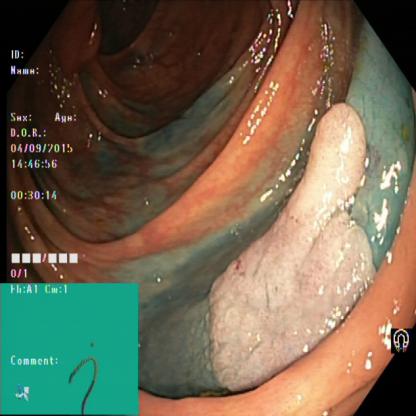 ID:
Name:
Sex: Age:
D.O.B.:
04/09/2015
14:46:56
00:30:14
■■■/■■■
0/1
Eh:A1 Cm:1
Comment: